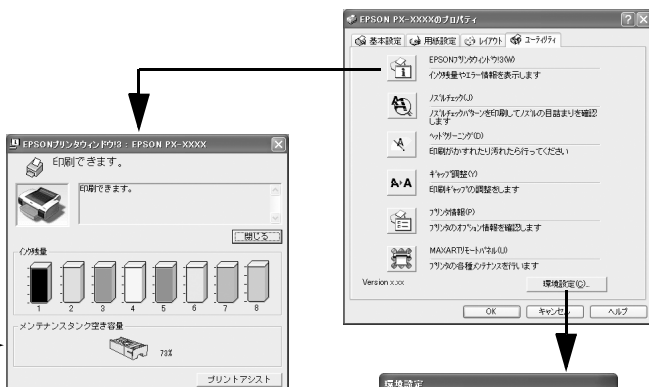 EPSON PX-XXXXのプロパティ
基本設定
用紙設定
レイアウト
ユーティリティ
EPSONプリンタウィンドウ!3(W)
インク残量やエラー情報を表示します
ノズルチェック(J)
ノズルチェックパターンを印刷してノズルの目詰まりを確認
します
ヘッドクリーニング(D)
印刷がかすれたり汚れたら行ってください
ギャップ調整(Y)
印刷ギャップの調整をします
プリンタ情報(P)
プリンタのオプション情報を確認します
MAXARTリモートパネル(U)
プリンタの各種メンテナンスを行います
Version x.xx
環境設定(C)...
OK
キャンセル
ヘルプ
EPSONプリンタウィンドウ!3 : EPSON PX-XXXX
印刷できます。
印刷できます。
閉じる
インク残量
1 2 3 4 5 6 7 8
メンテナンスタンク空き容量
73%
プリントアシスト
環境設定